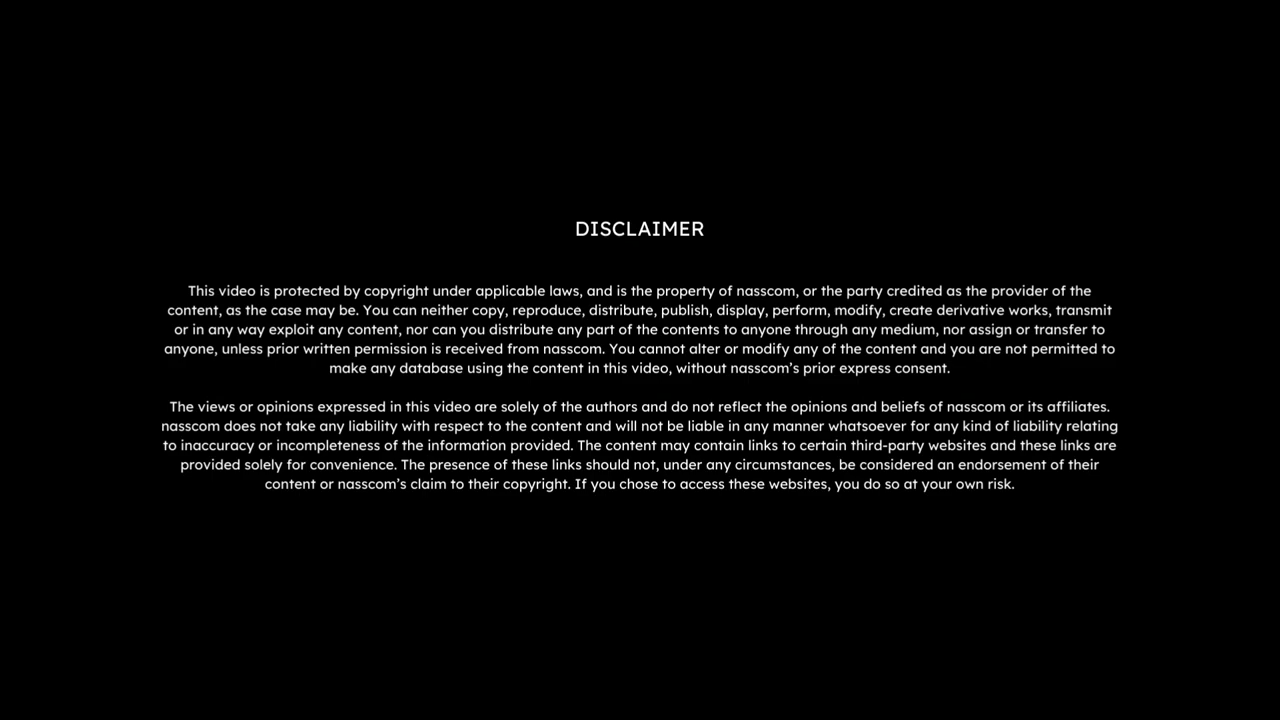 DISCLAIMER
This video is protected by copyright under applicable laws, and is the property of nasscom, or the party credited as the provider of the
content, as the case may be. You can neither copy, reproduce, distribute, publish, display, perform, modify, create derivative works, transmit
or in any way exploit any content, nor can you distribute any part of the contents to anyone through any medium, nor assign or transfer to
anyone, unless prior written permission is received from nasscom. You cannot alter or modify any of the content and you are not permitted to
make any database using the content in this video, without nasscom’s prior express consent.
The views or opinions expressed in this video are solely of the authors and do not reflect the opinions and beliefs of nasscom or its affiliates.
nasscom does not take any liability with respect to the content and will not be liable in any manner whatsoever for any kind of liability relating
to inaccuracy or incompleteness of the information provided. The content may contain links to certain third-party websites and these links are
provided solely for convenience. The presence of these links should not, under any circumstances, be considered an endorsement of their
content or nasscom’s claim to their copyright. If you chose to access these websites, you do so at your own risk.